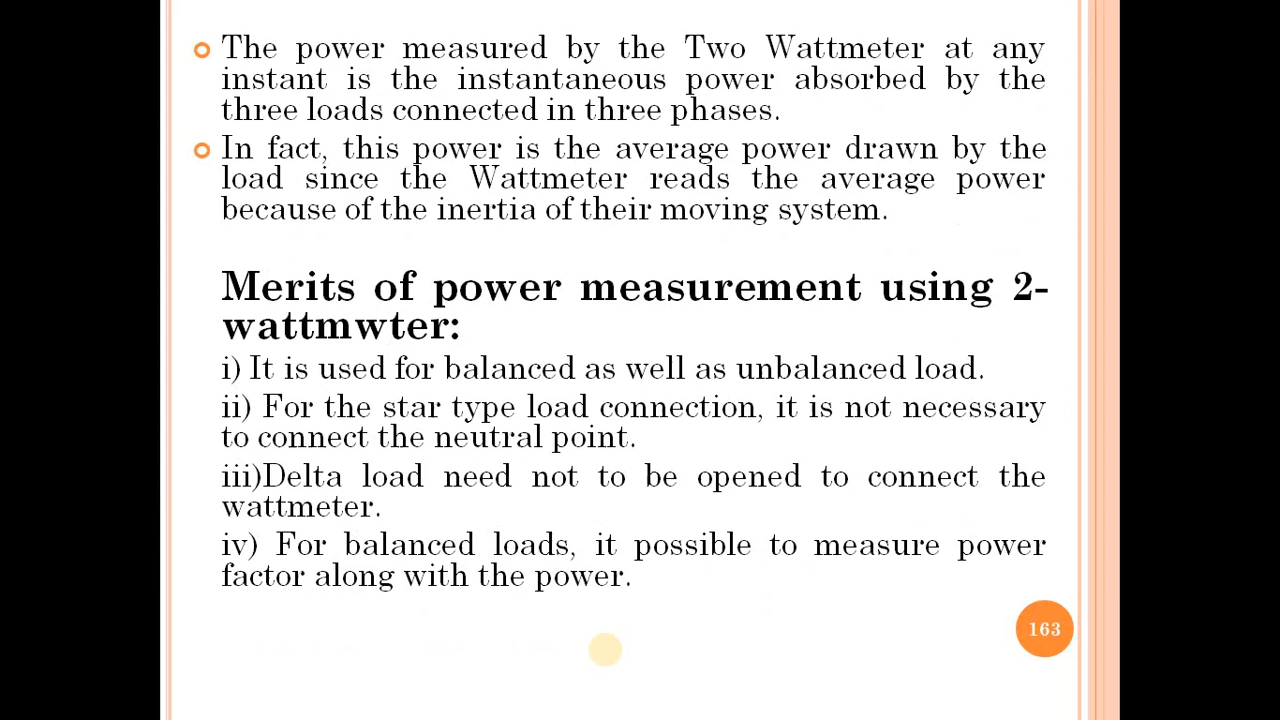 The power measured by the Two Wattmeter at any
instant is the instantaneous power absorbed by the
three loads connected in three phases.
In fact, this power is the average power drawn by the
load since the Wattmeter reads the average power
because of the inertia of their moving system.
Merits of power measurement using 2-
wattmwter:
i) It is used for balanced as well as unbalanced load.
ii) For the star type load connection, it is not necessary
to connect the neutral point.
iii)Delta load need not to be opened to connect the
wattmeter.
iv) For balanced loads, it possible to measure power
factor along with the power.
163